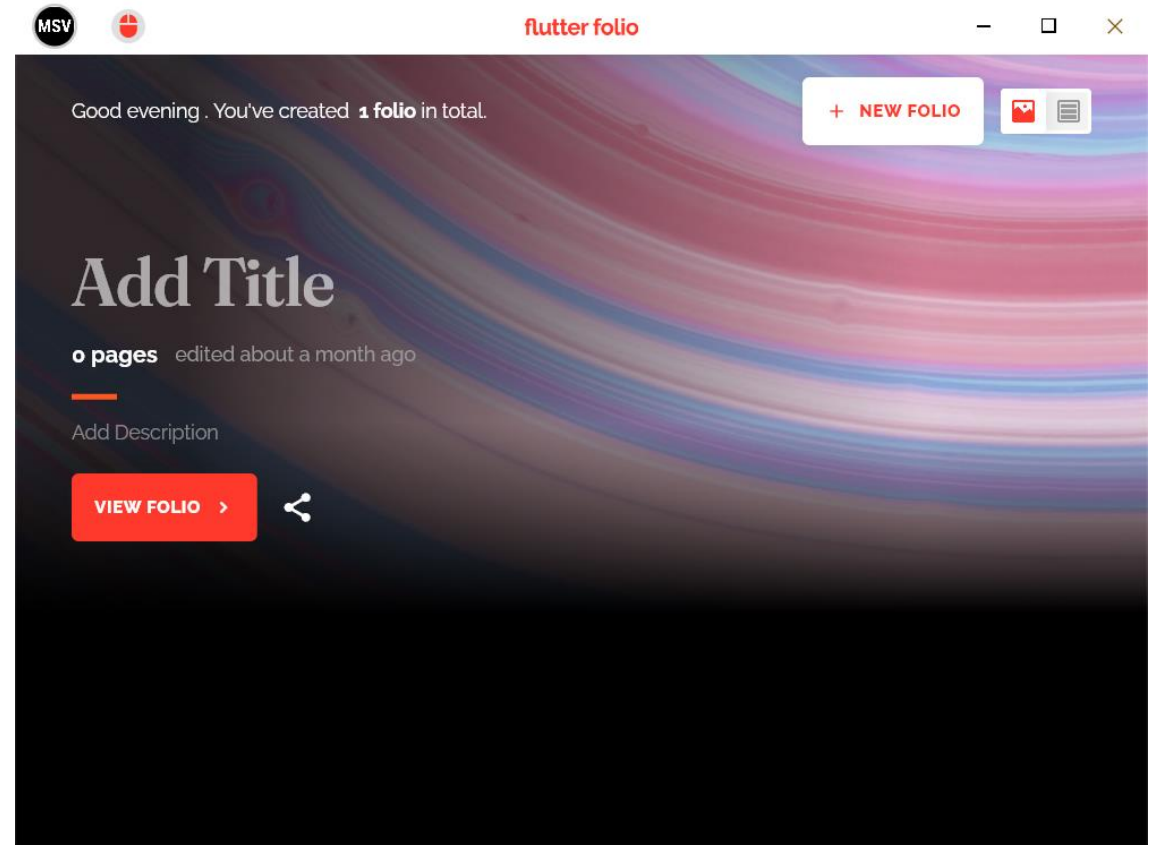 MSV
flutter folio
Good evening . You've created 1 folio in total.
+ NEW FOLIO
Add Title
0 pages edited about a month ago
Add Description
VIEW FOLIO >